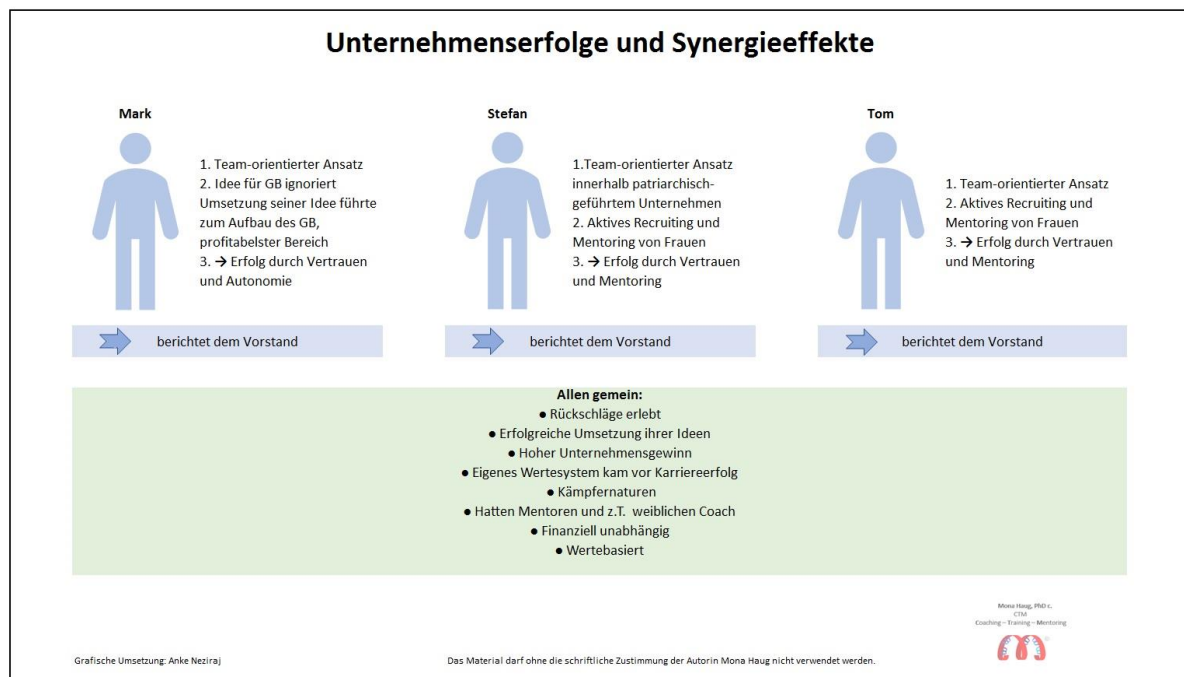 Unternehmenserfolge und Synergieeffekte
Mark
1. Team-orientierter Ansatz
2. Idee für GB ignoriert
Umsetzung seiner Idee führte
zum Aufbau des GB,
profitabelster Bereich
3. → Erfolg durch Vertrauen
und Autonomie
berichtet dem Vorstand
Stefan
1.Team-orientierter Ansatz
innerhalb patriarchisch-
geführtem Unternehmen
2. Aktives Recruiting und
Mentoring von Frauen
3. → Erfolg durch Vertrauen
und Mentoring
berichtet dem Vorstand
Tom
1. Team-orientierter Ansatz
2. Aktives Recruiting und
Mentoring von Frauen
3. → Erfolg durch Vertrauen
und Mentoring
berichtet dem Vorstand
Allen gemein:
● Rückschläge erlebt
● Erfolgreiche Umsetzung ihrer Ideen
● Hoher Unternehmensgewinn
● Eigenes Wertesystem kam vor Karriereerfolg
● Kämpfernaturen
● Hatten Mentoren und z.T. weiblichen Coach
● Finanziell unabhängig
● Wertebasiert
Mona Haug, PhD c.
CTM
Coaching – Training – Mentoring
Grafische Umsetzung: Anke Neziraj
Das Material darf ohne die schriftliche Zustimmung der Autorin Mona Haug nicht verwendet werden.